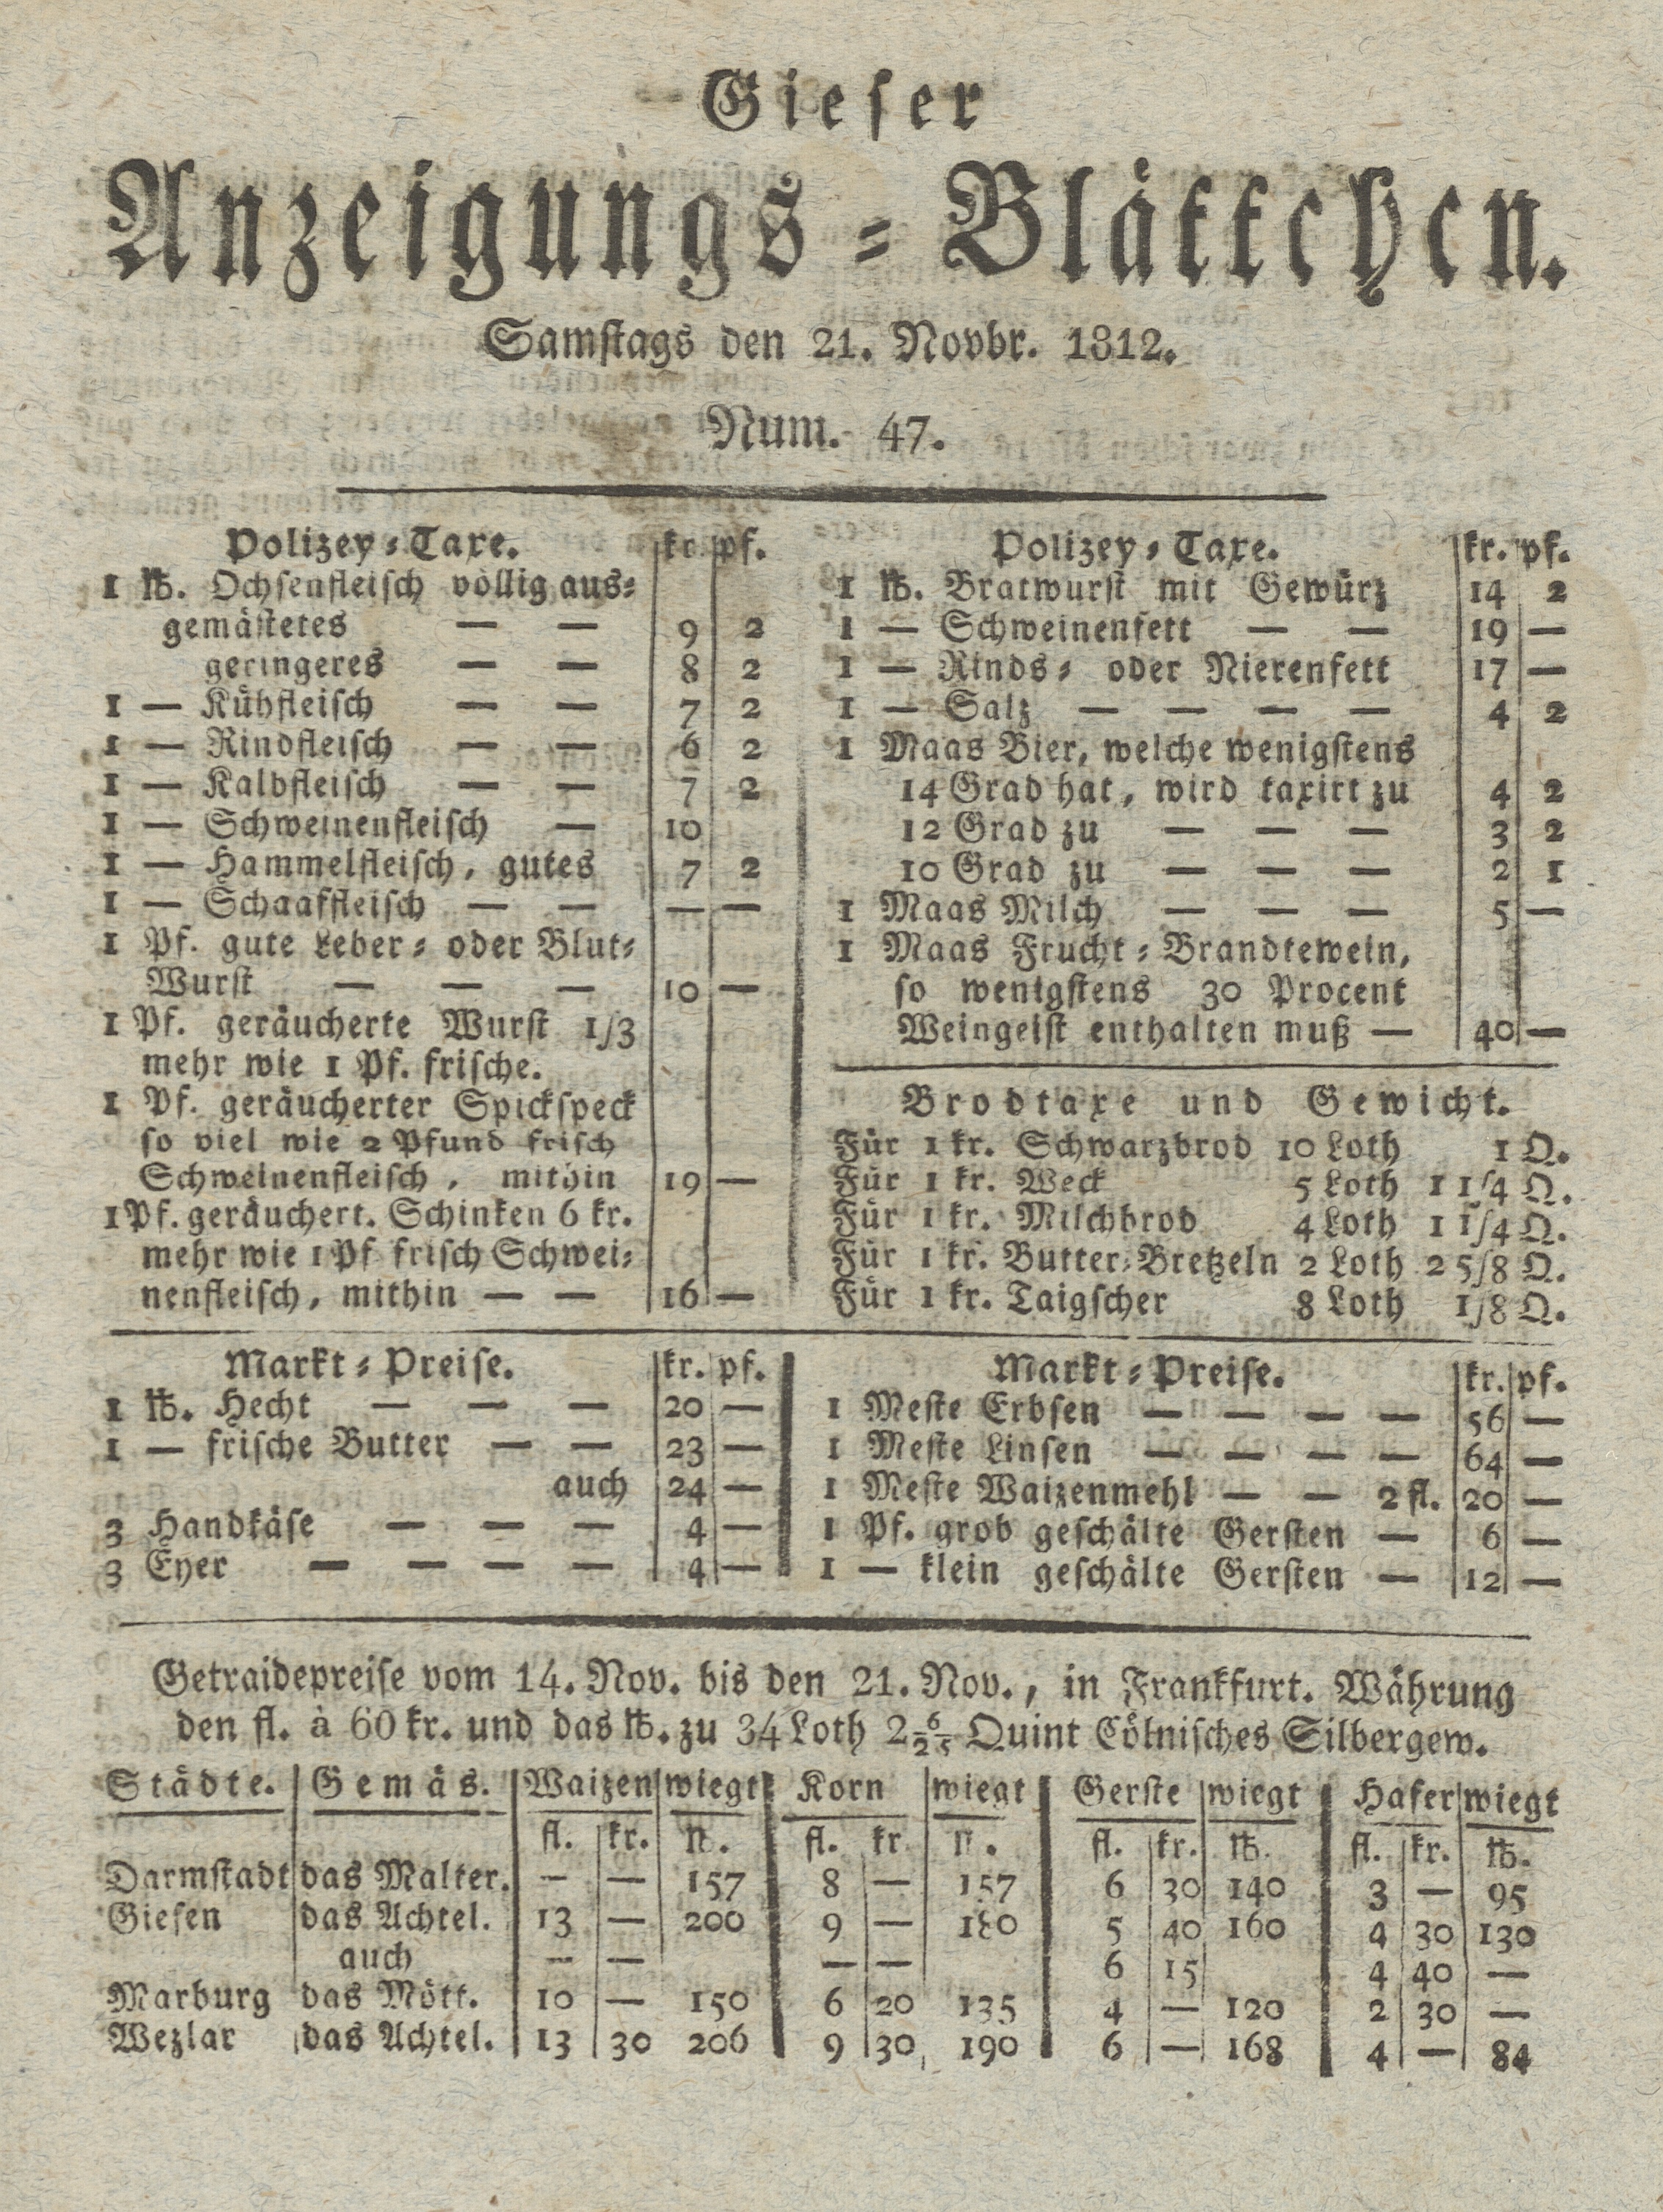 Gieser
Anzeigungs-Blättchen.
Samstags den 21. Novbr. 1812.
Num. 47.
Polizey-Taxe. kr. pf.
1 ℔. Ochsenfleisch völlig aus-
gemästetes — — 9 2
geringeres — — 8 2
1 — Kühfleisch — — 7 2
1 — Rindfleisch — — 6 2
1 — Kalbfleisch — — 7 2
1 — Schweinenfleisch — 10
1 — Hammelfleisch, gutes 7 2
1 — Schaaffleisch — — — —
1 Pf. gute Leber- oder Blut-
Wurst — — — 10 —
1 Pf. geräucherte Wurst 1/3
mehr wie 1 Pf. frische.
1 Pf. geräucherter Spickspeck
so viel wie 2 Pfund frisch
Schweinenfleisch, mithin 19 —
1 Pf. geräuchert. Schinken 6 kr.
mehr wie 1 Pf frisch Schwei-
nenfleisch, mithin — — 16 —
Polizey-Taxe. kr. pf.
1 ℔. Bratwurst mit Gewürz 14 2
1 — Schweinenfett — — 19 —
1 — Rinds- oder Nierenfett 17 —
1 — Salz — — — — 4 2
1 Maas Bier, welche wenigstens
14 Grad hat, wird taxirt zu 4 2
12 Grad zu — — — 3 2
10 Grad zu — — — 2 1
1 Maas Milch — — — 5 —
1 Maas Frucht-Brandtewein,
so wenigstens 30 Procent
Weingeist enthalten muß — 40 —
Brodtaxe und Gewicht.
Für 1 kr. Schwarzbrod 10 Loth 1 Q.
Für 1 kr. Weck 5 Loth 1 1/4 Q.
Für 1 kr. Milchbrod 4 Loth 1 1/4 Q.
Für 1 kr. Butter-Bretzeln 2 Loth 2 5/8 Q.
Für 1 kr. Taigscher 8 Loth 1/8 Q.
Markt-Preise. kr. pf.
1 ℔. Hecht — — — 20 —
1 — frische Butter — — 23 —
auch 24 —
3 Handkäse — — — 4 —
3 Eyer — — — — 4 —
Markt-Preise. kr. pf.
1 Meste Erbsen — — — — 56 —
1 Meste Linsen — — — — 64 —
1 Meste Waizenmehl — — 2 fl. 20 —
1 Pf. grob geschälte Gersten — 6 —
1 — klein geschälte Gersten — 12 —
Getraidepreise vom 14. Nov. bis den 21. Nov., in Frankfurt. Währung
den fl. à 60 kr. und das ℔. zu 34 Loth 2 6/25 Quint Cölnisches Silbergew.
Städte. Gemäs. Waizen wiegt Korn wiegt Gerste wiegt Hafer wiegt
fl. kr. ℔. fl. kr ℔. fl. kr. ℔. fl. kr. ℔.
Darmstadt das Malter. — — 157 8 — 157 6 30 140 3 — 95
Giesen das Achtel. 13 — 200 9 — 180 5 40 160 4 30 130
auch — — — — 6 15 4 40 —
Marburg das Mött. 10 — 150 6 20 135 4 — 120 2 30 —
Wezlar das Achtel. 13 30 206 9 30 190 6 — 168 4 — 84